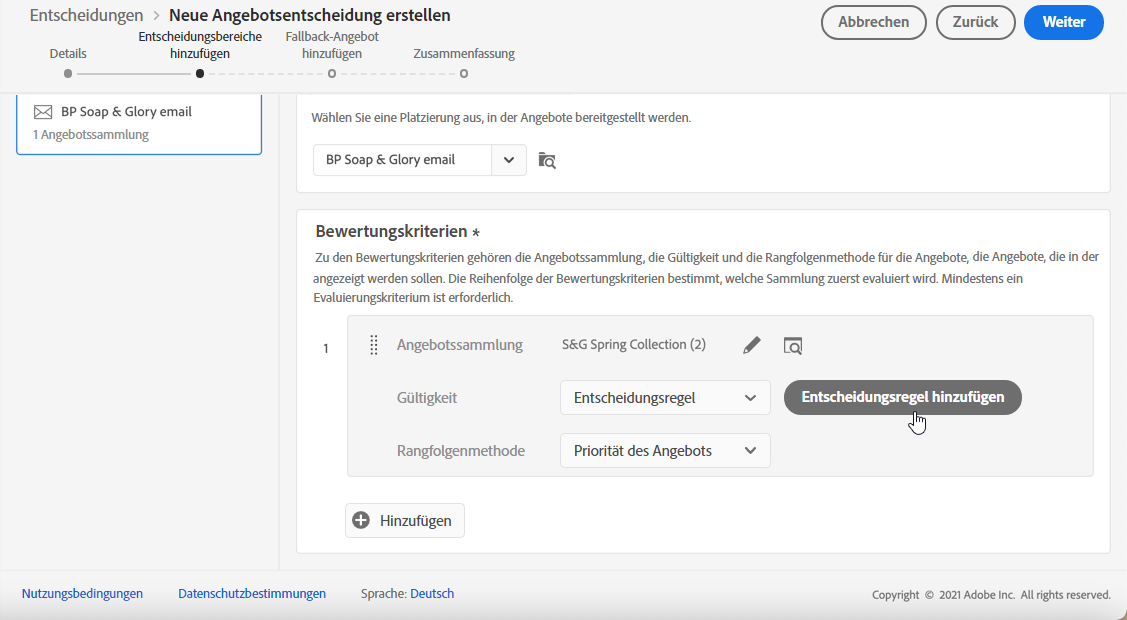 Entscheidungen > Neue Angebotsentscheidung erstellen
Abbrechen Zurück Weiter
Details Entscheidungsbereiche hinzufügen Fallback-Angebot hinzufügen Zusammenfassung
BP Soap & Glory email
1 Angebotssammlung
Wählen Sie eine Platzierung aus, in der Angebote bereitgestellt werden.
BP Soap & Glory email
Bewertungskriterien *
Zu den Bewertungskriterien gehören die Angebotssammlung, die Gültigkeit und die Rangfolgenmethode für die Angebote, die Angebote, die in der
angezeigt werden sollen. Die Reihenfolge der Bewertungskriterien bestimmt, welche Sammlung zuerst evaluiert wird. Mindestens ein
Evaluierungskriterium ist erforderlich.
1 Angebotssammlung S&G Spring Collection (2)
Gültigkeit Entscheidungsregel Entscheidungsregel hinzufügen
Rangfolgenmethode Priorität des Angebots
Hinzufügen
Nutzungsbedingungen Datenschutzbestimmungen Sprache: Deutsch Copyright © 2021 Adobe Inc. All rights reserved.